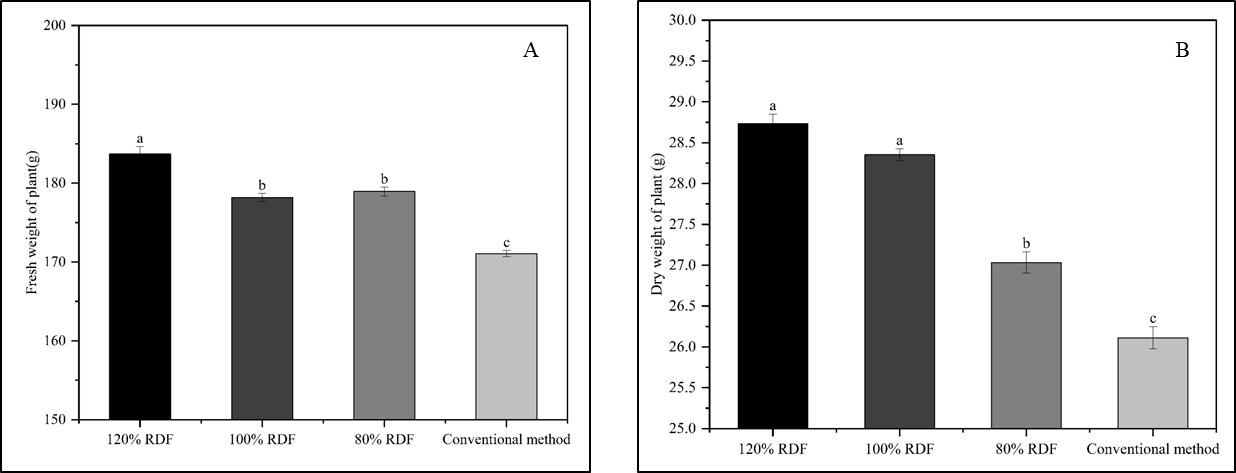 A
Fresh weight of plant(g)
200
190
180
170
160
150
a
b
b
c
120% RDF
100% RDF
80% RDF
Conventional method
B
Dry weight of plant (g)
30.0
29.5
29.0
28.5
28.0
27.5
27.0
26.5
26.0
25.5
25.0
a
a
b
c
120% RDF
100% RDF
80% RDF
Conventional method